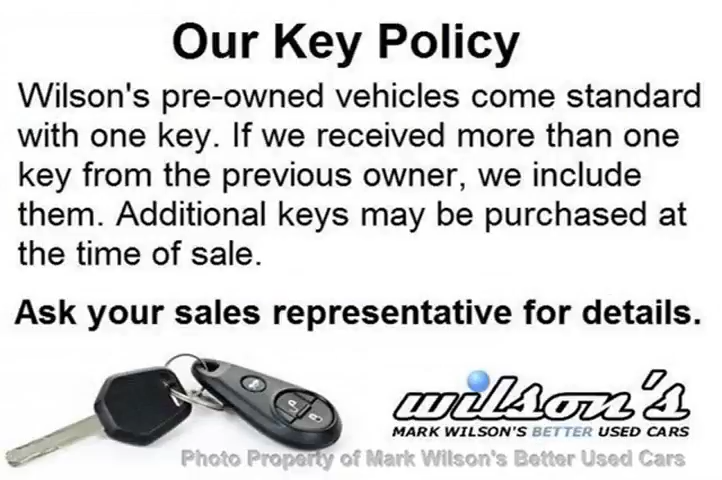 Our Key Policy
Wilson's pre-owned vehicles come standard
with one key. If we received more than one
key from the previous owner, we include
them. Additional keys may be purchased at
the time of sale.
Ask your sales representative for details.
wilson's
MARK WILSON'S BETTER USED CARS
Photo Property of Mark Wilson's Better Used Cars